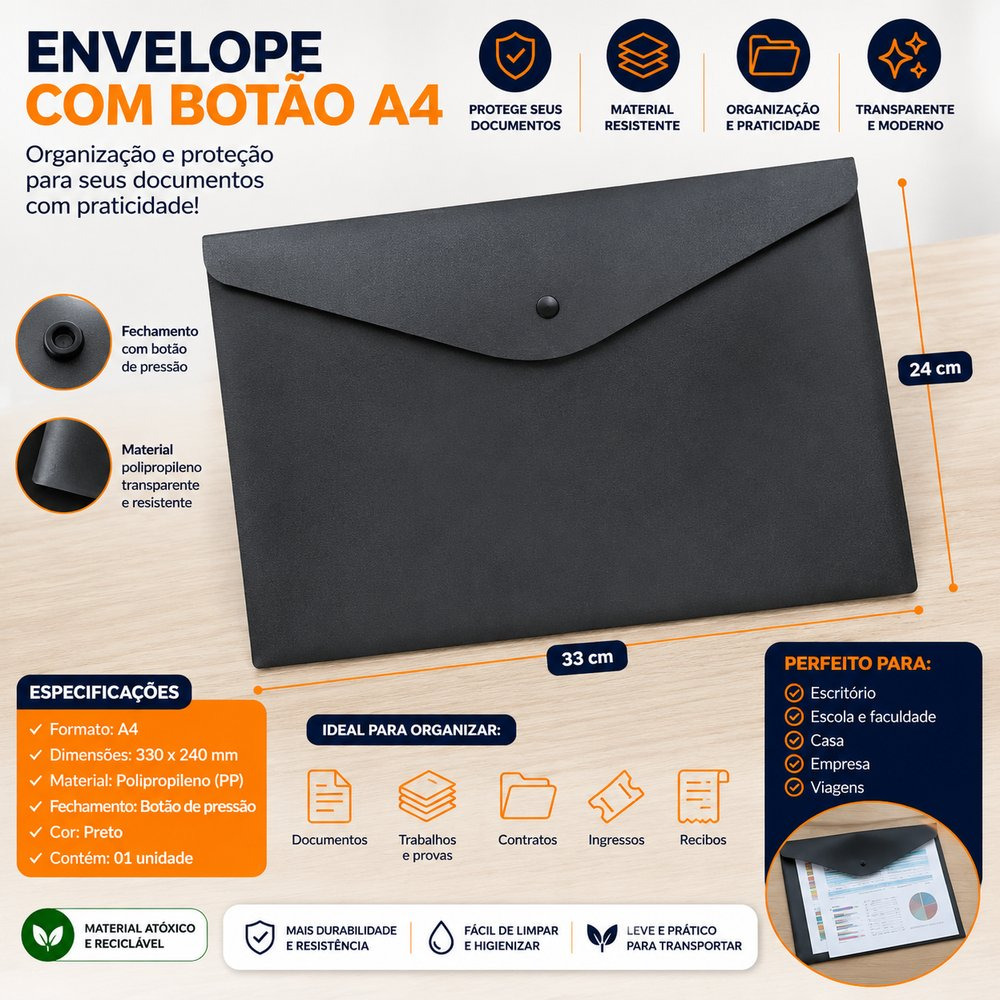 ENVELOPE
COM BOTÃO A4
Organização e proteção
para seus documentos
com praticidade!
PROTEGE SEUS
DOCUMENTOS
MATERIAL
RESISTENTE
ORGANIZAÇÃO
E PRATICIDADE
TRANSPARENTE
E MODERNO
Fechamento
com botão
de pressão
Material
polipropileno
transparente
e resistente
24 cm
33 cm
ESPECIFICAÇÕES
Formato: A4
Dimensões: 330 x 240 mm
Material: Polipropileno (PP)
Fechamento: Botão de pressão
Cor: Preto
Contém: 01 unidade
IDEAL PARA ORGANIZAR:
Documentos
Trabalhos
e provas
Contratos
Ingressos
Recibos
PERFEITO PARA:
Escritório
Escola e faculdade
Casa
Empresa
Viagens
MATERIAL ATÓXICO
E RECICLÁVEL
MAIS DURABILIDADE
E RESISTÊNCIA
FÁCIL DE LIMPAR
E HIGIENIZAR
LEVE E PRÁTICO
PARA TRANSPORTAR